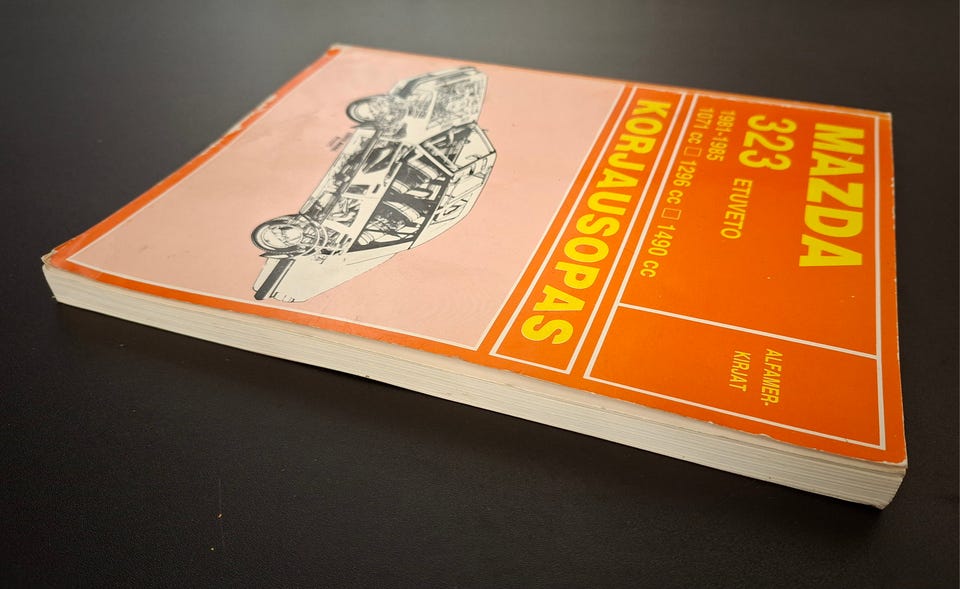 MAZDA
323 ETUVETO
1981-1985
1071 cc □ 1296 cc □ 1490 cc
ALFAMER-
KIRJAT
KORJAUSOPAS